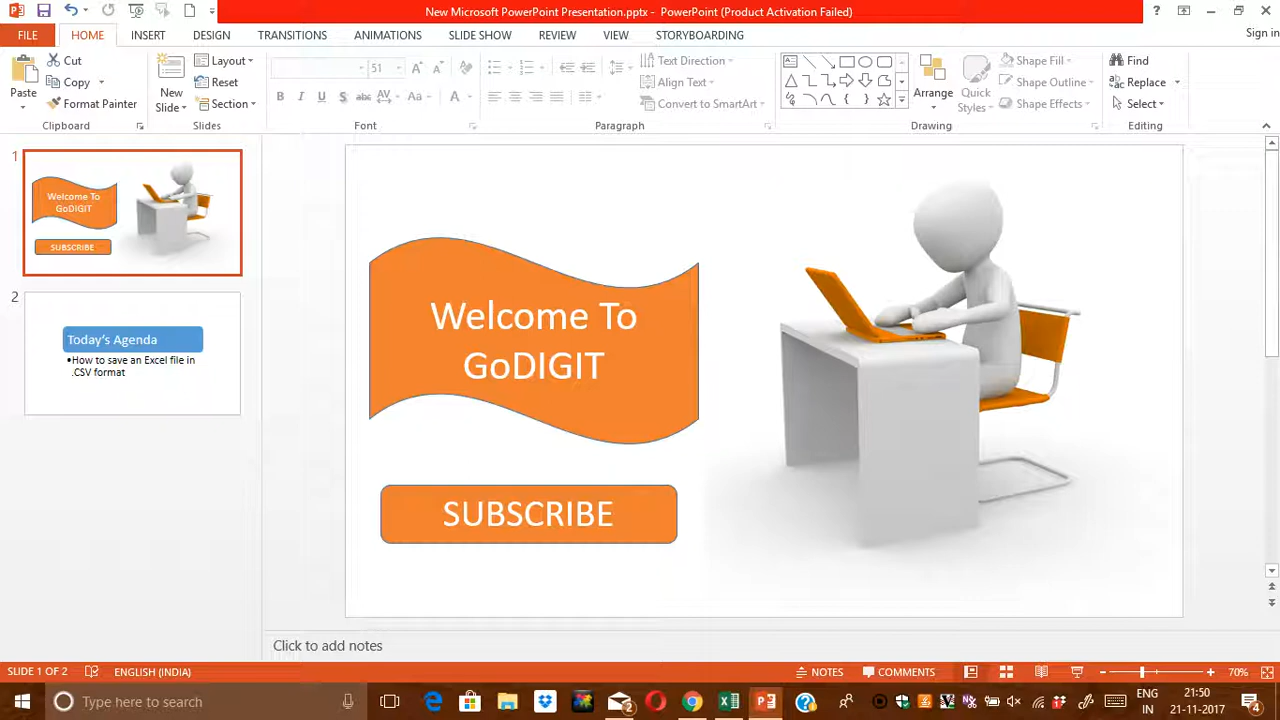 New Microsoft PowerPoint Presentation.pptx - PowerPoint (Product Activation Failed)
?
Sign in
FILE HOME INSERT DESIGN TRANSITIONS ANIMATIONS SLIDE SHOW REVIEW VIEW STORYBOARDING
Paste
Cut
Copy
Format Painter
Clipboard
New
Slide
Layout
Reset
Section
Slides
51
B I U S abc AV Aa A
Font
Text Direction
Align Text
Convert to SmartArt
Paragraph
Arrange
Quick
Styles
Shape Fill
Shape Outline
Shape Effects
Drawing
Find
Replace
Select
Editing
1
Welcome To
GoDIGIT
SUBSCRIBE
2
Today's Agenda
•How to save an Excel file in
.CSV format
Welcome To
GoDIGIT
SUBSCRIBE
Click to add notes
SLIDE 1 OF 2 ENGLISH (INDIA) NOTES COMMENTS 70%
Type here to search
2
ENG
IN
21:50
21-11-2017
4